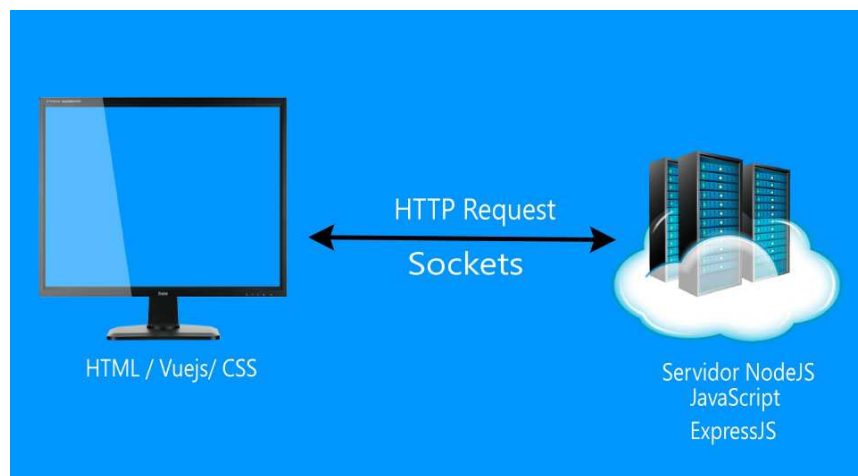 HTTP Request
Sockets
HTML / Vuejs/ CSS
Servidor NodeJS
JavaScript
ExpressJS